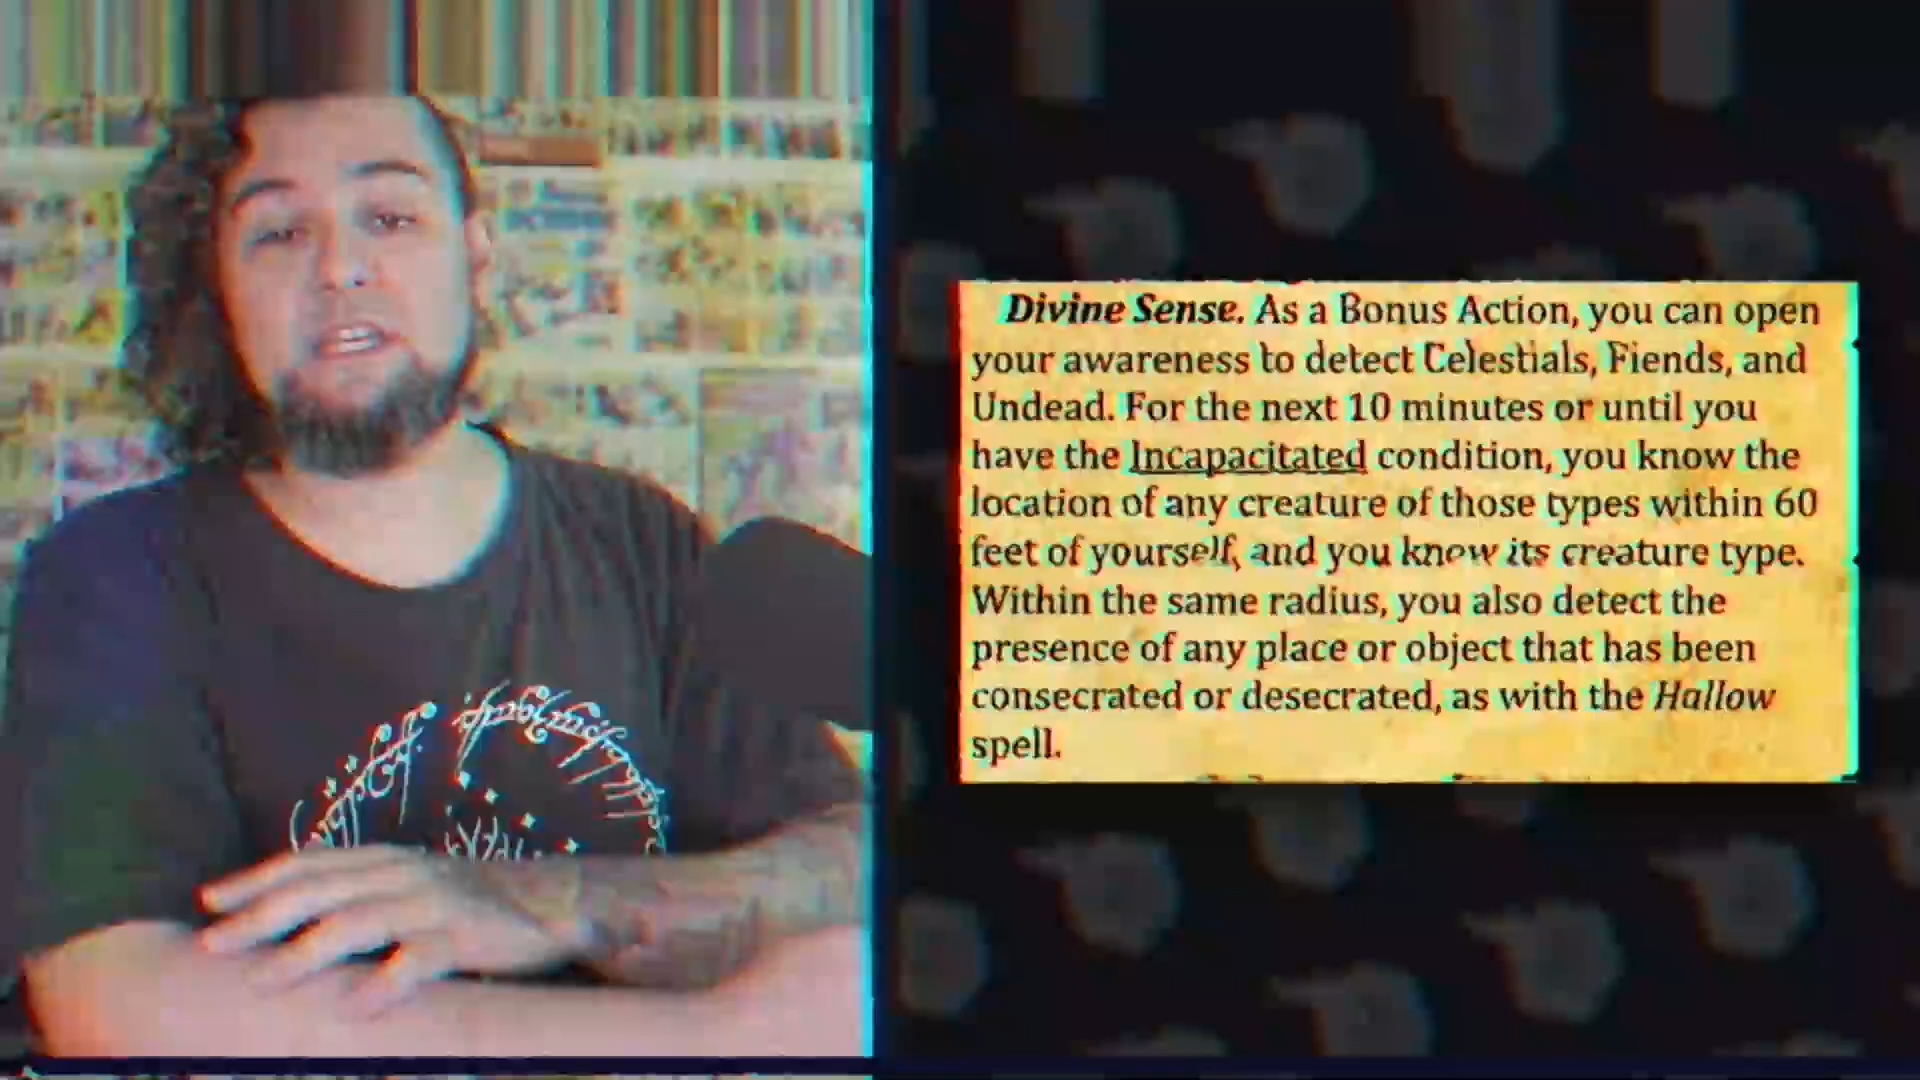 Divine Sense. As a Bonus Action, you can open
your awareness to detect Celestials, Fiends, and
Undead. For the next 10 minutes or until you
have the Incapacitated condition, you know the
location of any creature of those types within 60
feet of yourself, and you know its creature type.
Within the same radius, you also detect the
presence of any place or object that has been
consecrated or desecrated, as with the Hallow
spell.